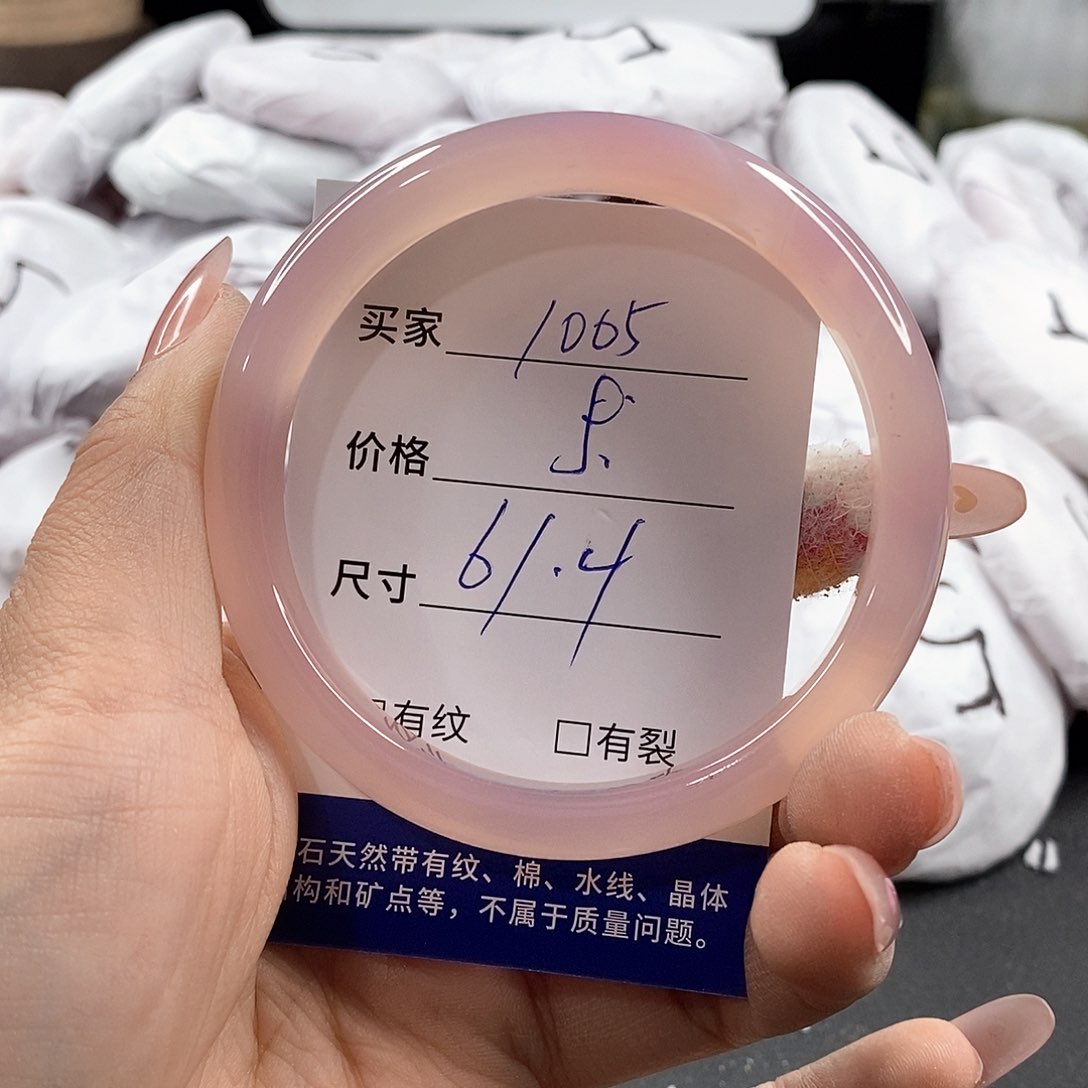 买家 1065
价格
尺寸 61.4
有纹 □有裂
石天然带有纹、棉、水线、晶体
构和矿点等，不属于质量问题。